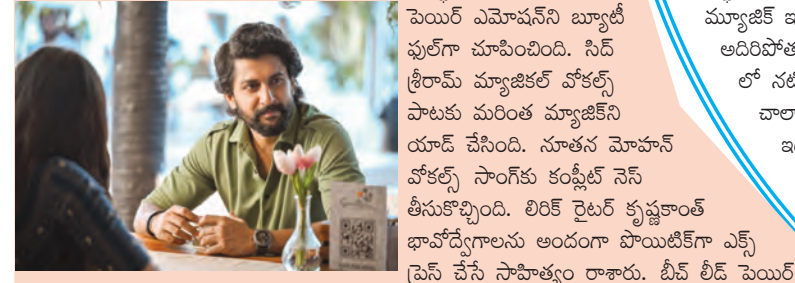 పెయిర్ ఎమోషన్‌ని బ్యూటీ
ఫుల్‌గా చూపించింది. సిద్
శ్రీరామ్ మ్యాజికల్ వోకల్స్
పాటకు మరింత మ్యాజిక్‌ని
యాడ్ చేసింది. నూతన మోహన్
వోకల్స్ సాంగ్‌కు కంప్లీట్ నెస్
తీసుకొచ్చింది. లిరిక్ రైటర్ కృష్ణకాంత్
భావోద్వేగాలను అందంగా పొయిటిక్‌గా ఎక్స్
ప్రెస్ చేసే సాహిత్యం రాశారు. బీచ్ లీడ్ పెయిర్
మ్యూజిక్
అదిరిపోత
లో నటి
చాలా